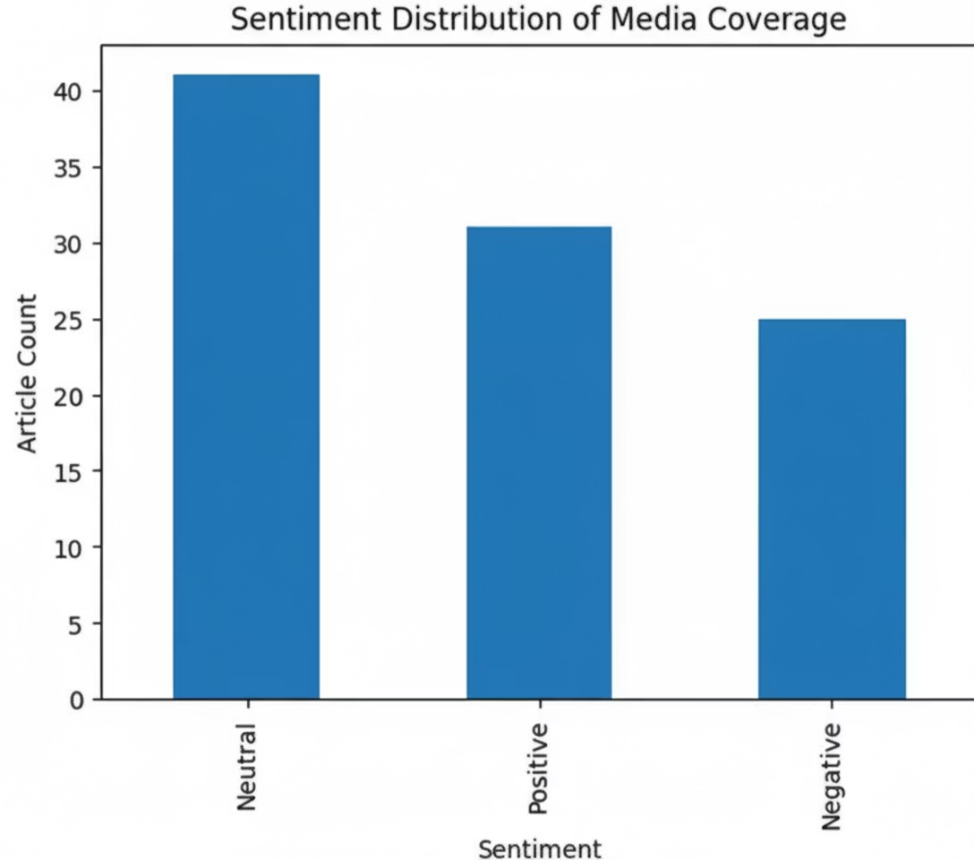 Sentiment Distribution of Media Coverage
Article Count
40
35
30
25
20
15
10
5
0
Neutral
Positive
Negative
Sentiment